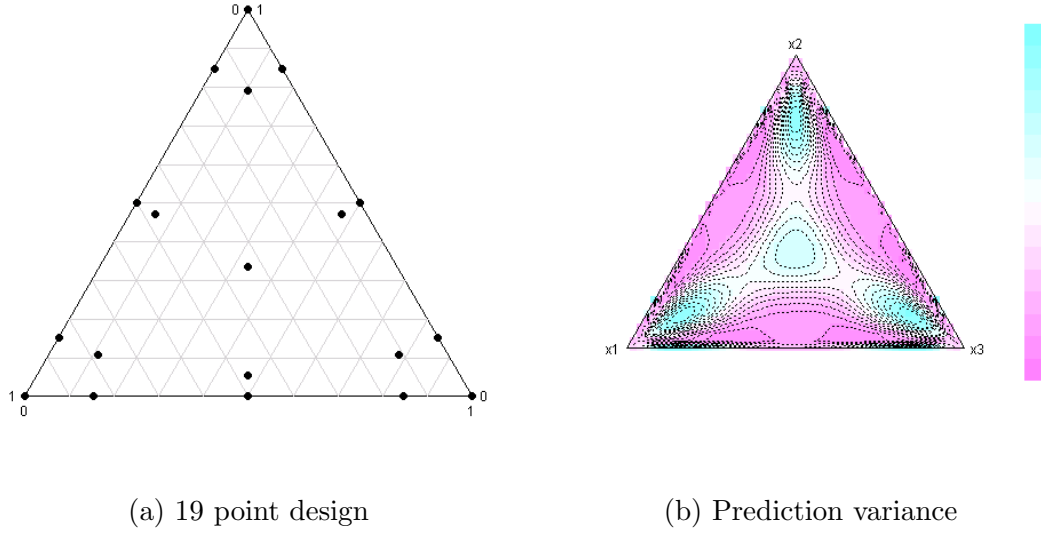 0 1
x2
1 0
0 1
x1 x3
(a) 19 point design
(b) Prediction variance